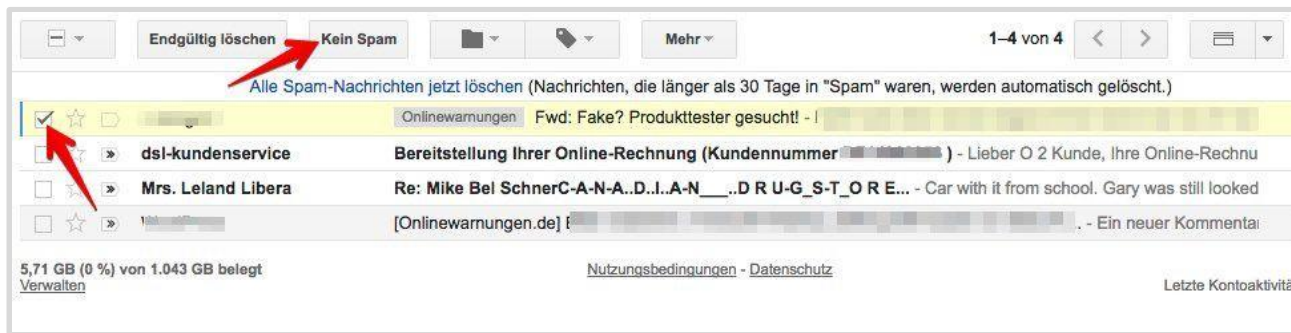 Endgültig löschen Kein Spam Mehr 1–4 von 4
Alle Spam-Nachrichten jetzt löschen (Nachrichten, die länger als 30 Tage in "Spam" waren, werden automatisch gelöscht.)
Onlinewarnungen Fwd: Fake? Produkttester gesucht! -
dsl-kundenservice Bereitstellung Ihrer Online-Rechnung (Kundennummer ) - Lieber O 2 Kunde, Ihre Online-Rechnu
Mrs. Leland Libera Re: Mike Bel SchnerC-A-N-A..D..I..A-N___..D R U-G_S-T_O R E... - Car with it from school. Gary was still looked
[Onlinewarnungen.de] . - Ein neuer Kommentar
5,71 GB (0 %) von 1.043 GB belegt Nutzungsbedingungen - Datenschutz
Verwalten Letzte Kontoaktivitä